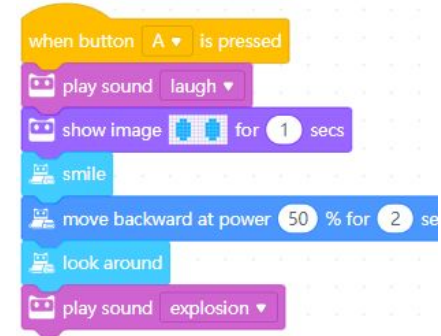 when button A ▾ is pressed
play sound laugh ▾
show image for 1 secs
smile
move backward at power 50 % for 2 se
look around
play sound explosion ▾